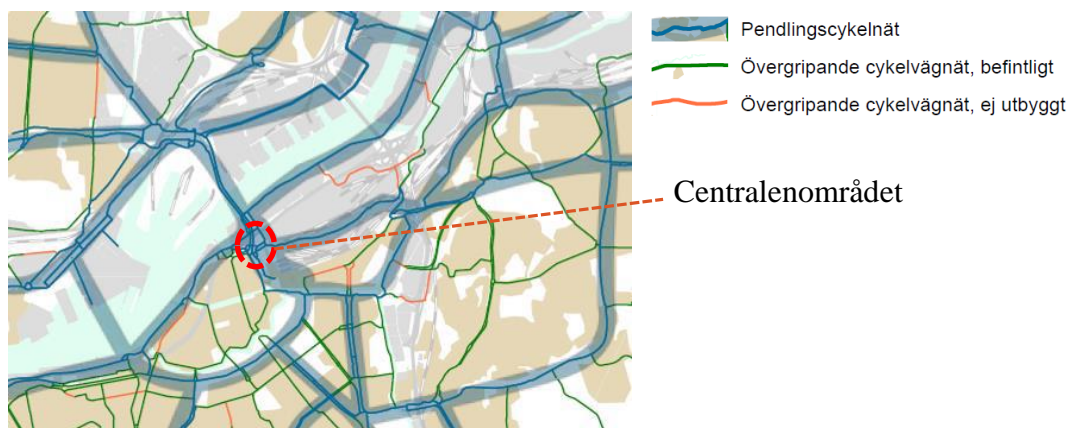 Pendlingscykelnät
Övergripande cykelvägnät, befintligt
Övergripande cykelvägnät, ej utbyggt
Centralenområdet